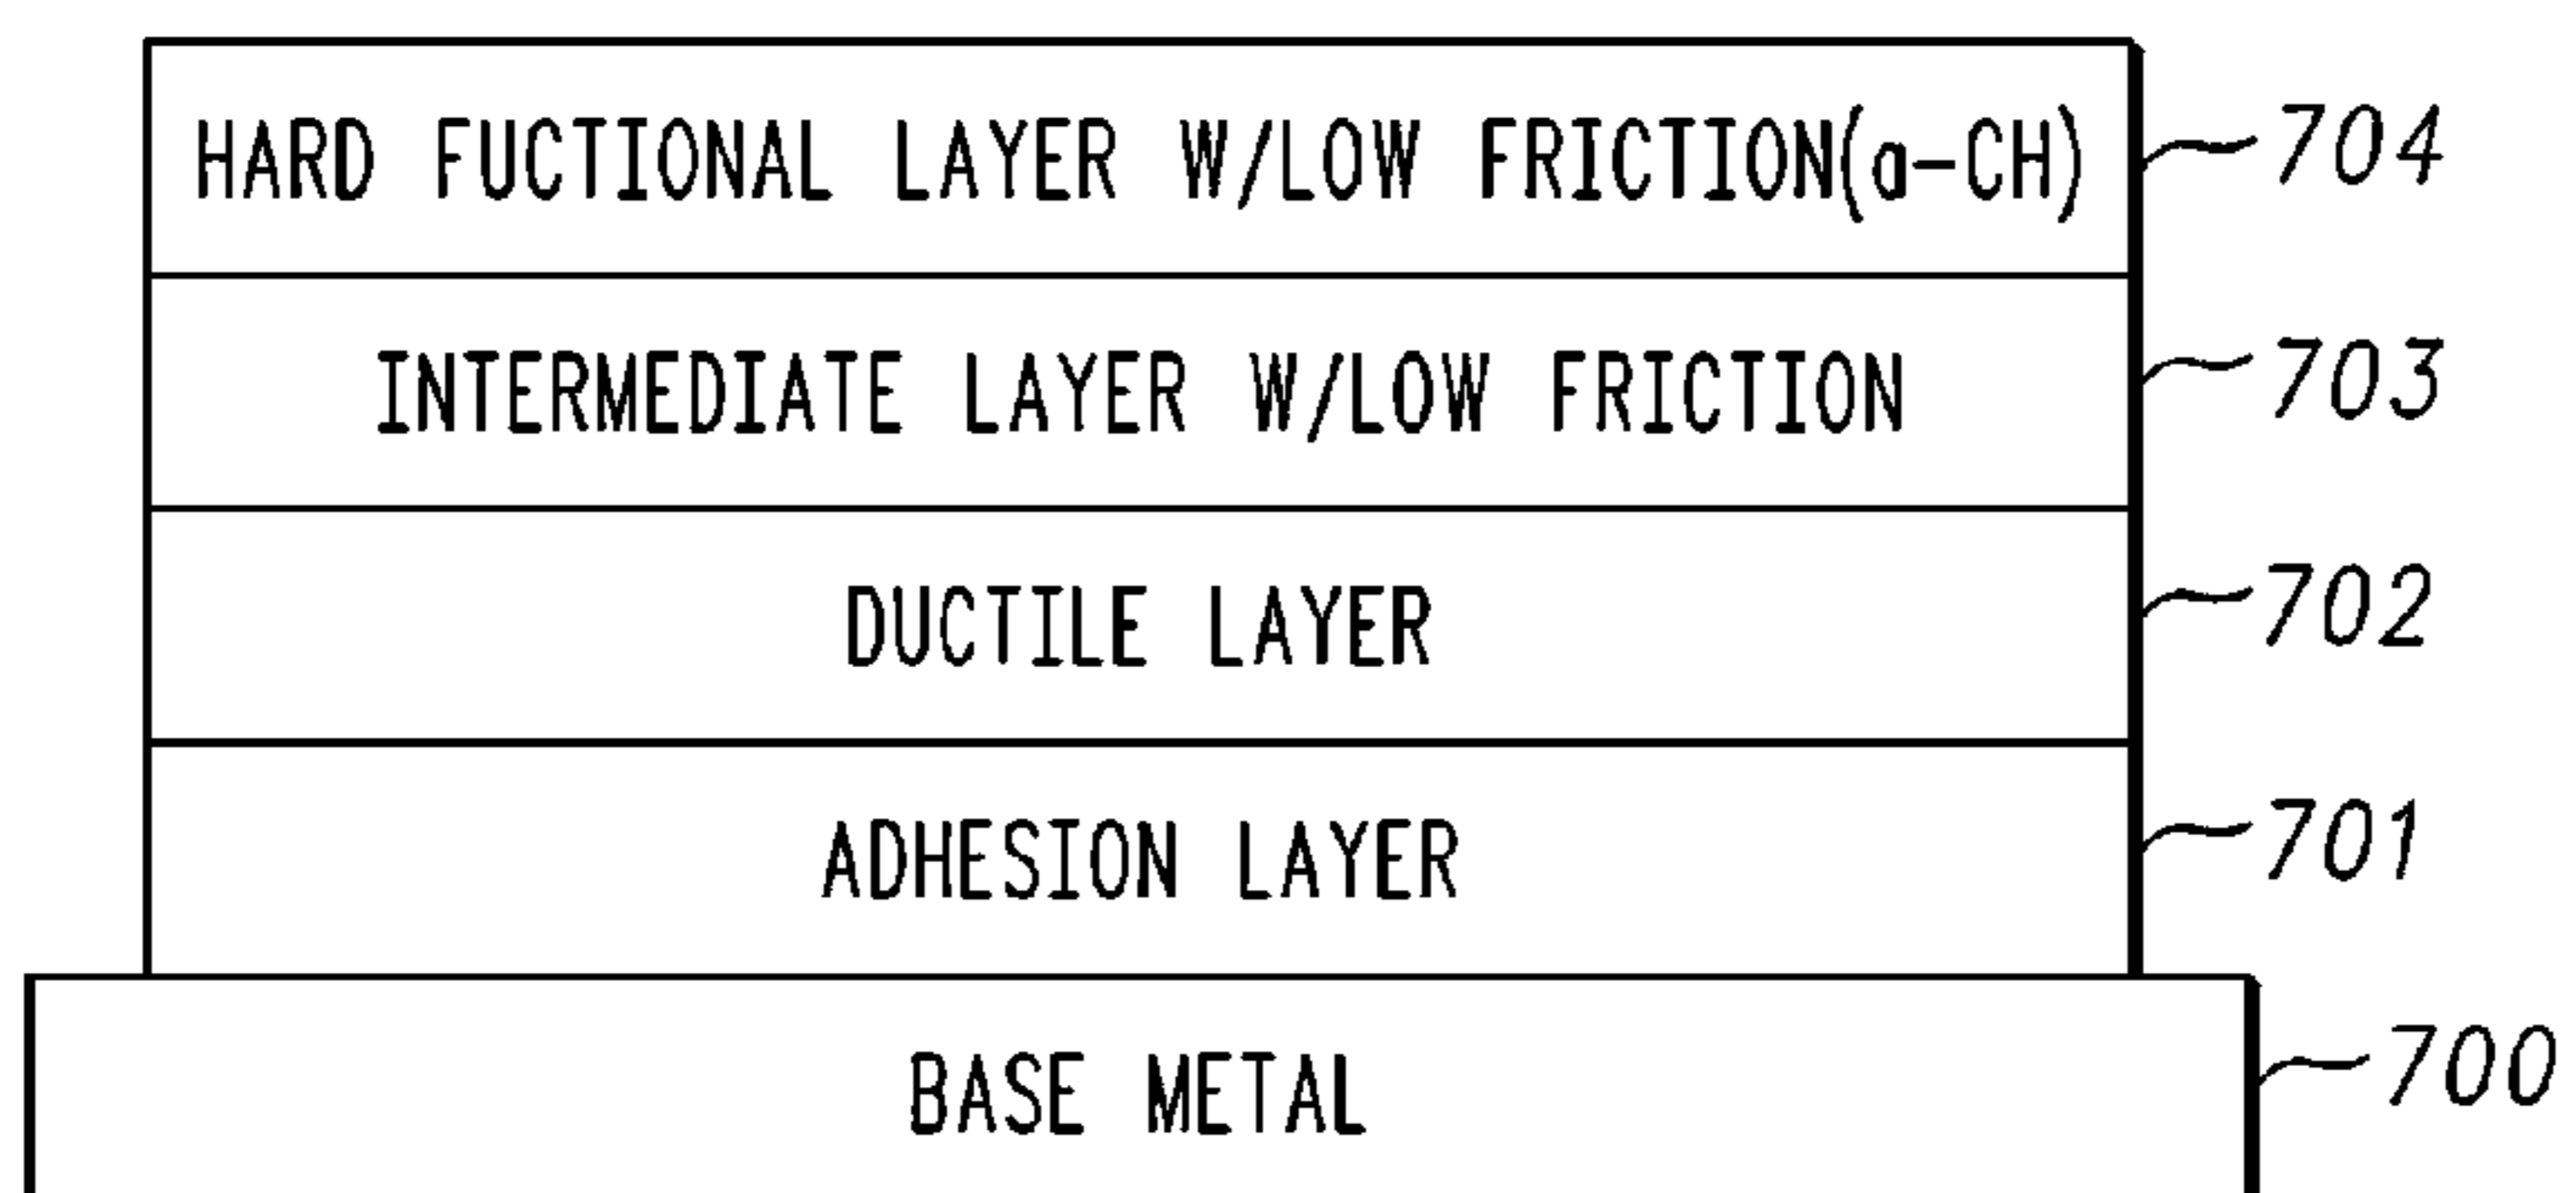 HARD FUCTIONAL LAYER W/LOW FRICTION(a-CH) 704
INTERMEDIATE LAYER W/LOW FRICTION 703
DUCTILE LAYER 702
ADHESION LAYER 701
BASE METAL 700